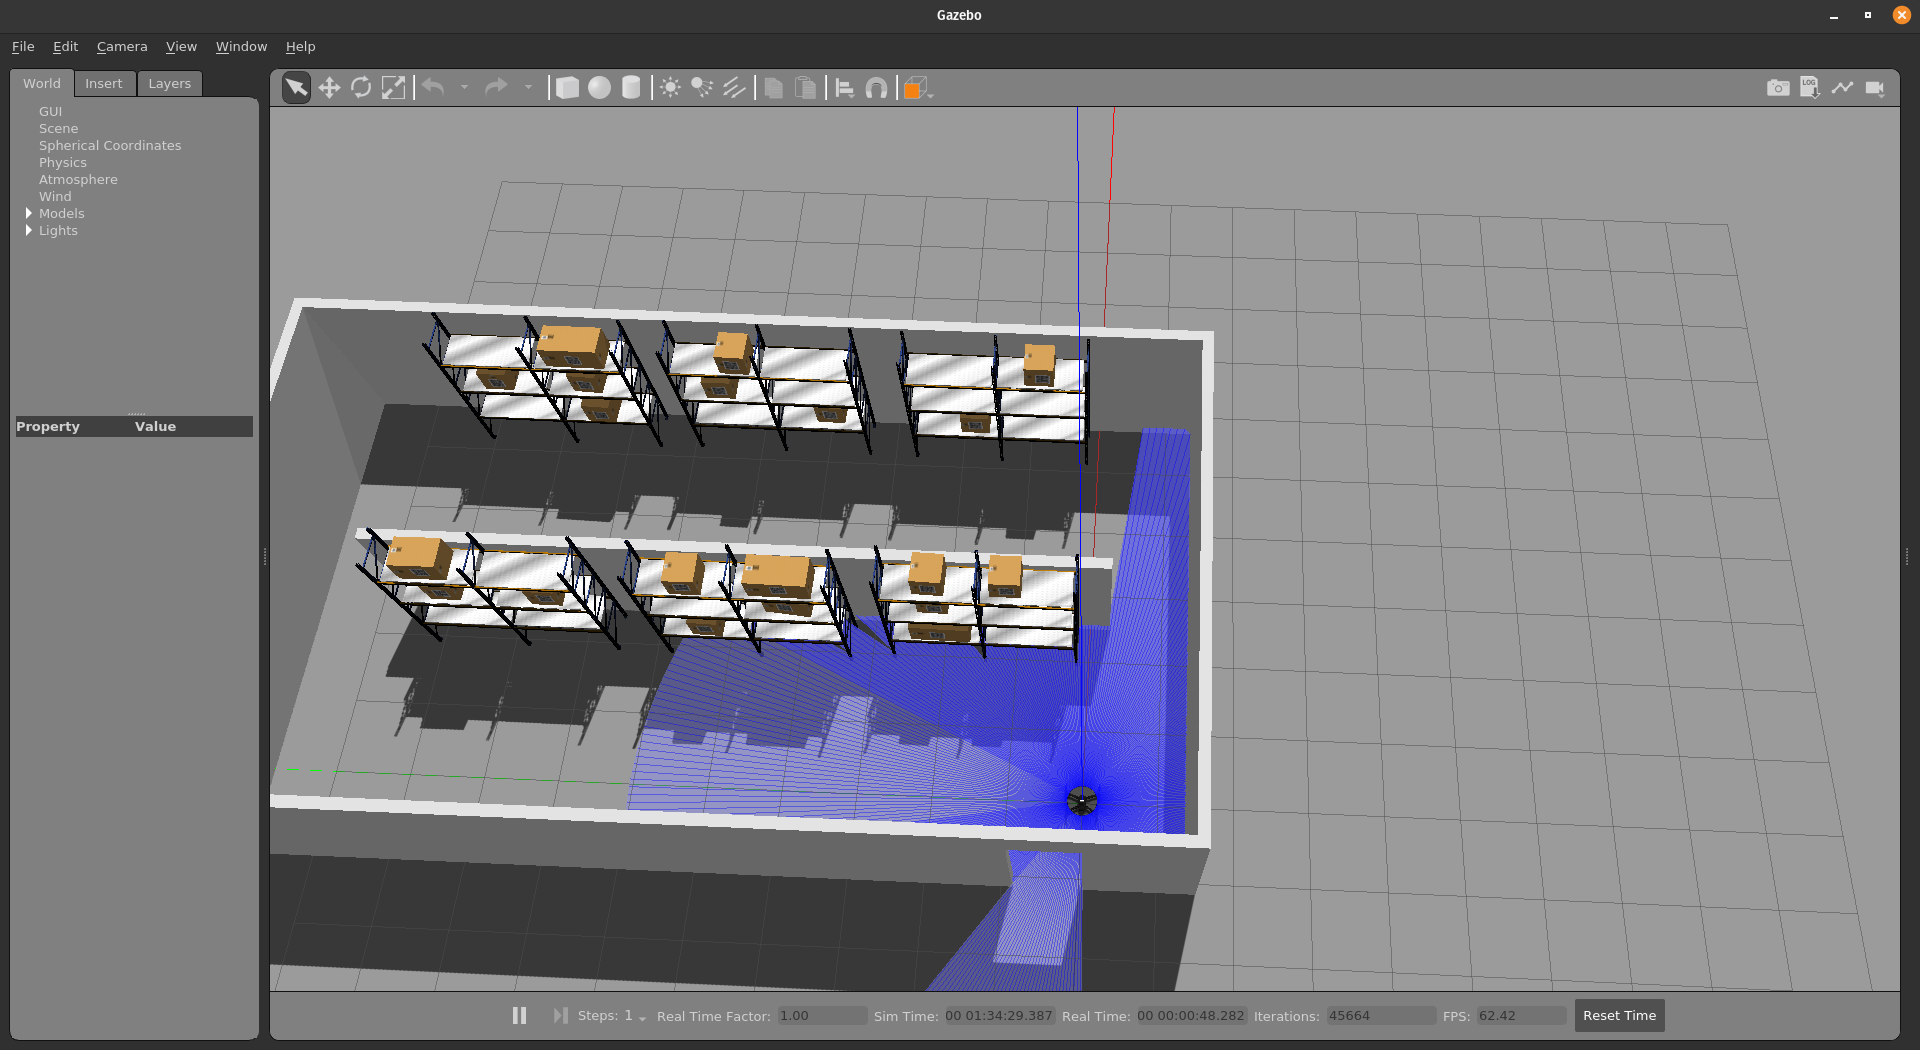 Gazebo
File Edit Camera View Window Help
World Insert Layers
GUI
Scene
Spherical Coordinates
Physics
Atmosphere
Wind
Models
Lights
Property Value
LOG
Steps: 1 Real Time Factor: 1.00 Sim Time: 00 01:34:29.387 Real Time: 00 00:00:48.282 Iterations: 45664 FPS: 62.42 Reset Time